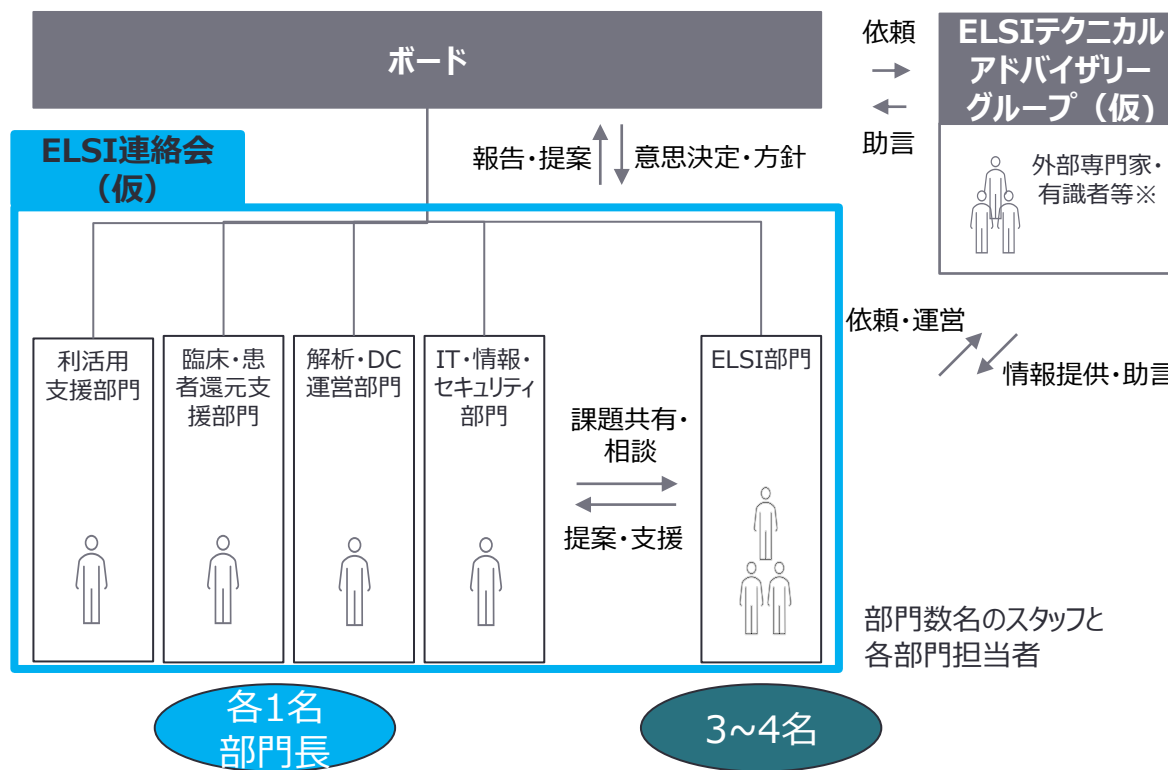 ボード
依頼
助言
ELSIテクニカル
アドバイザリー
グループ（仮）
外部専門家・
有識者等※
ELSI連絡会
（仮）
報告・提案
意思決定・方針
利活用
支援部門
臨床・患
者還元支
援部門
解析・DC
運営部門
IT・情報・
セキュリティ
部門
課題共有・
相談
提案・支援
ELSI部門
依頼・運営
情報提供・助言
部門数名のスタッフと
各部門担当者
各1名
部門長
3~4名